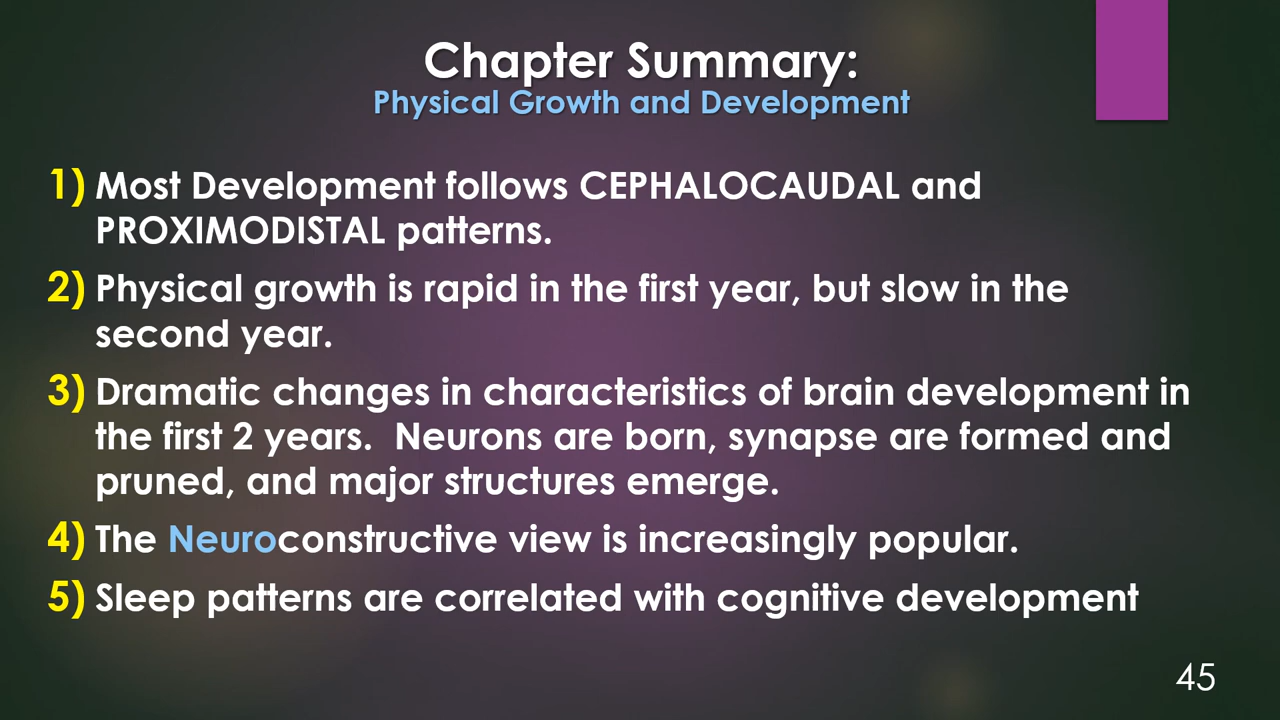 Chapter Summary:
Physical Growth and Development
1) Most Development follows CEPHALOCAUDAL and
PROXIMODISTAL patterns.
2) Physical growth is rapid in the first year, but slow in the
second year.
3) Dramatic changes in characteristics of brain development in
the first 2 years.  Neurons are born, synapse are formed and
pruned, and major structures emerge.
4) The Neuroconstructive view is increasingly popular.
5) Sleep patterns are correlated with cognitive development
45